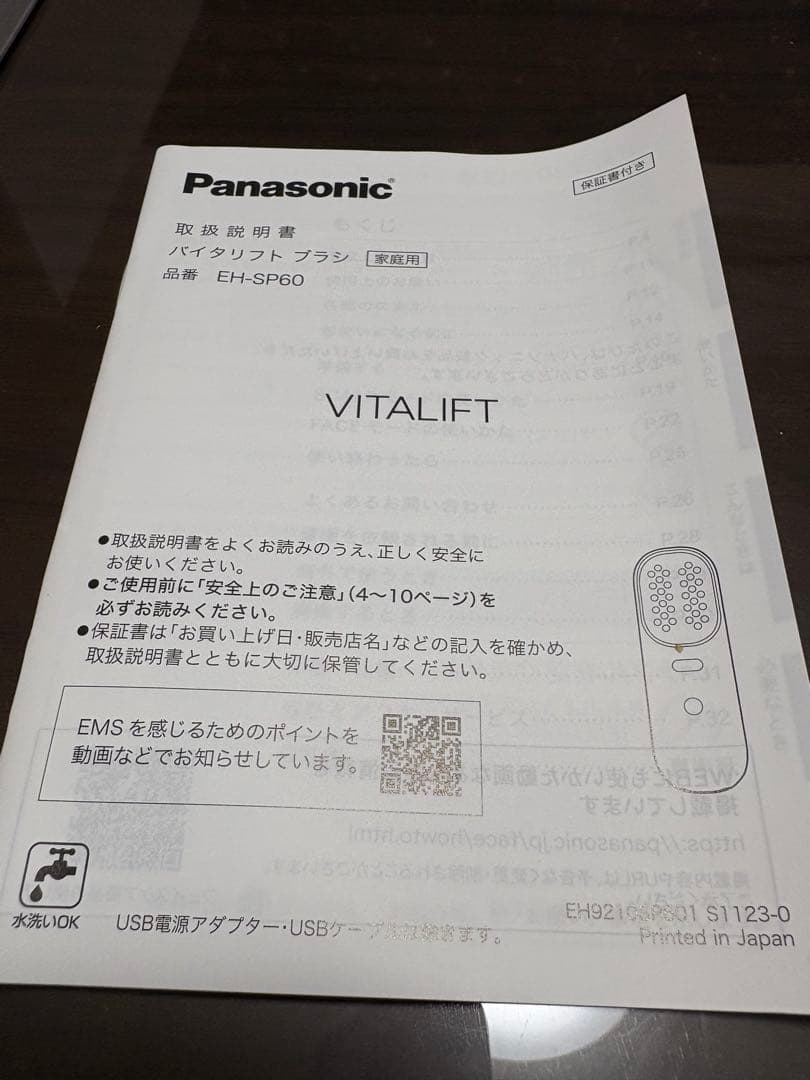 Panasonic®
保証書付き
取扱説明書
バイタリフト ブラシ 家庭用
品番 EH-SP60
VITALIFT
●取扱説明書をよくお読みのうえ、正しく安全に
お使いください。
●ご使用前に「安全上のご注意」(4〜10ページ)を
必ずお読みください。
●保証書は「お買い上げ日・販売店名」などの記入を確かめ、
取扱説明書とともに大切に保管してください。
EMSを感じるためのポイントを
動画などでお知らせしています。
水洗いOK
USB電源アダプター・USBケーブル
S1123-0
Printed in Japan